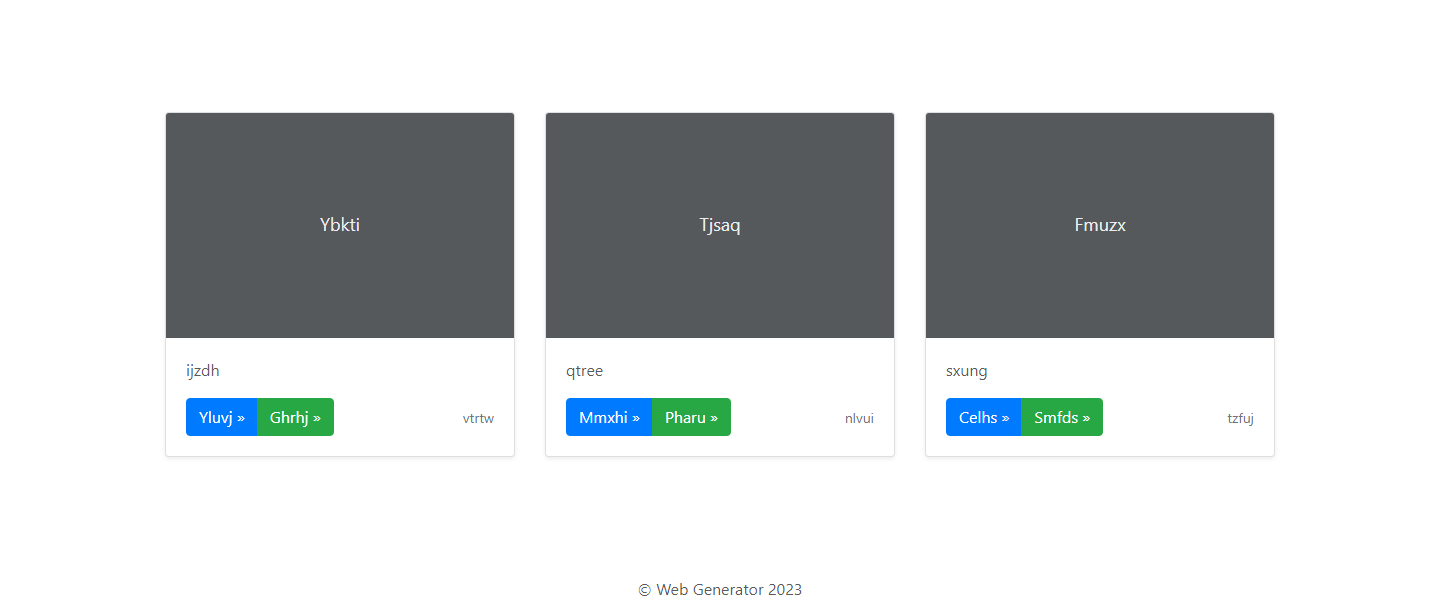 Ybkti
Tjsaq
Fmuzx
ijzdh
Yluvj » Ghrhj » vtrtw
qtree
Mmxhi » Pharu » nlvui
sxung
Celhs » Smfds » tzfuj
© Web Generator 2023